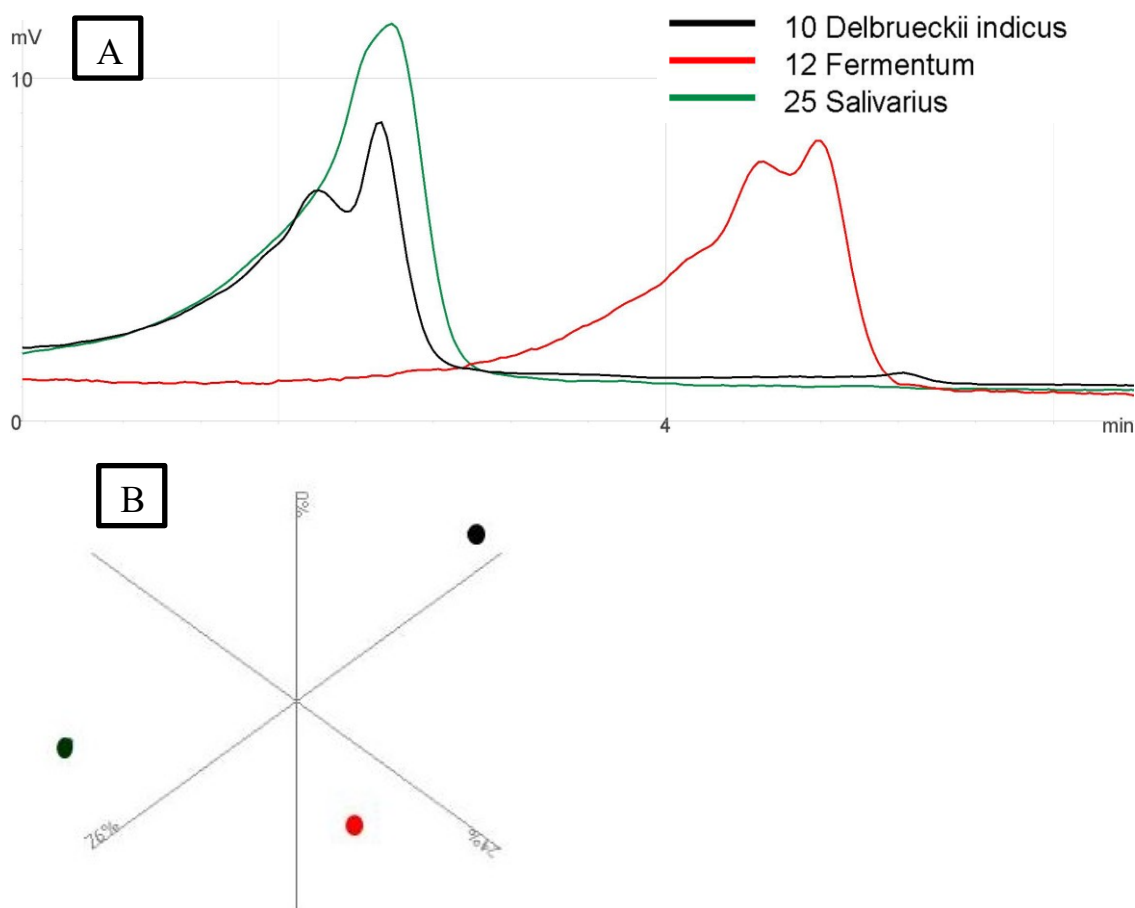 mV
A
10 Delbrueckii indicus
12 Fermentum
25 Salivarius
10
0
4
min
B
0%
76%
24%